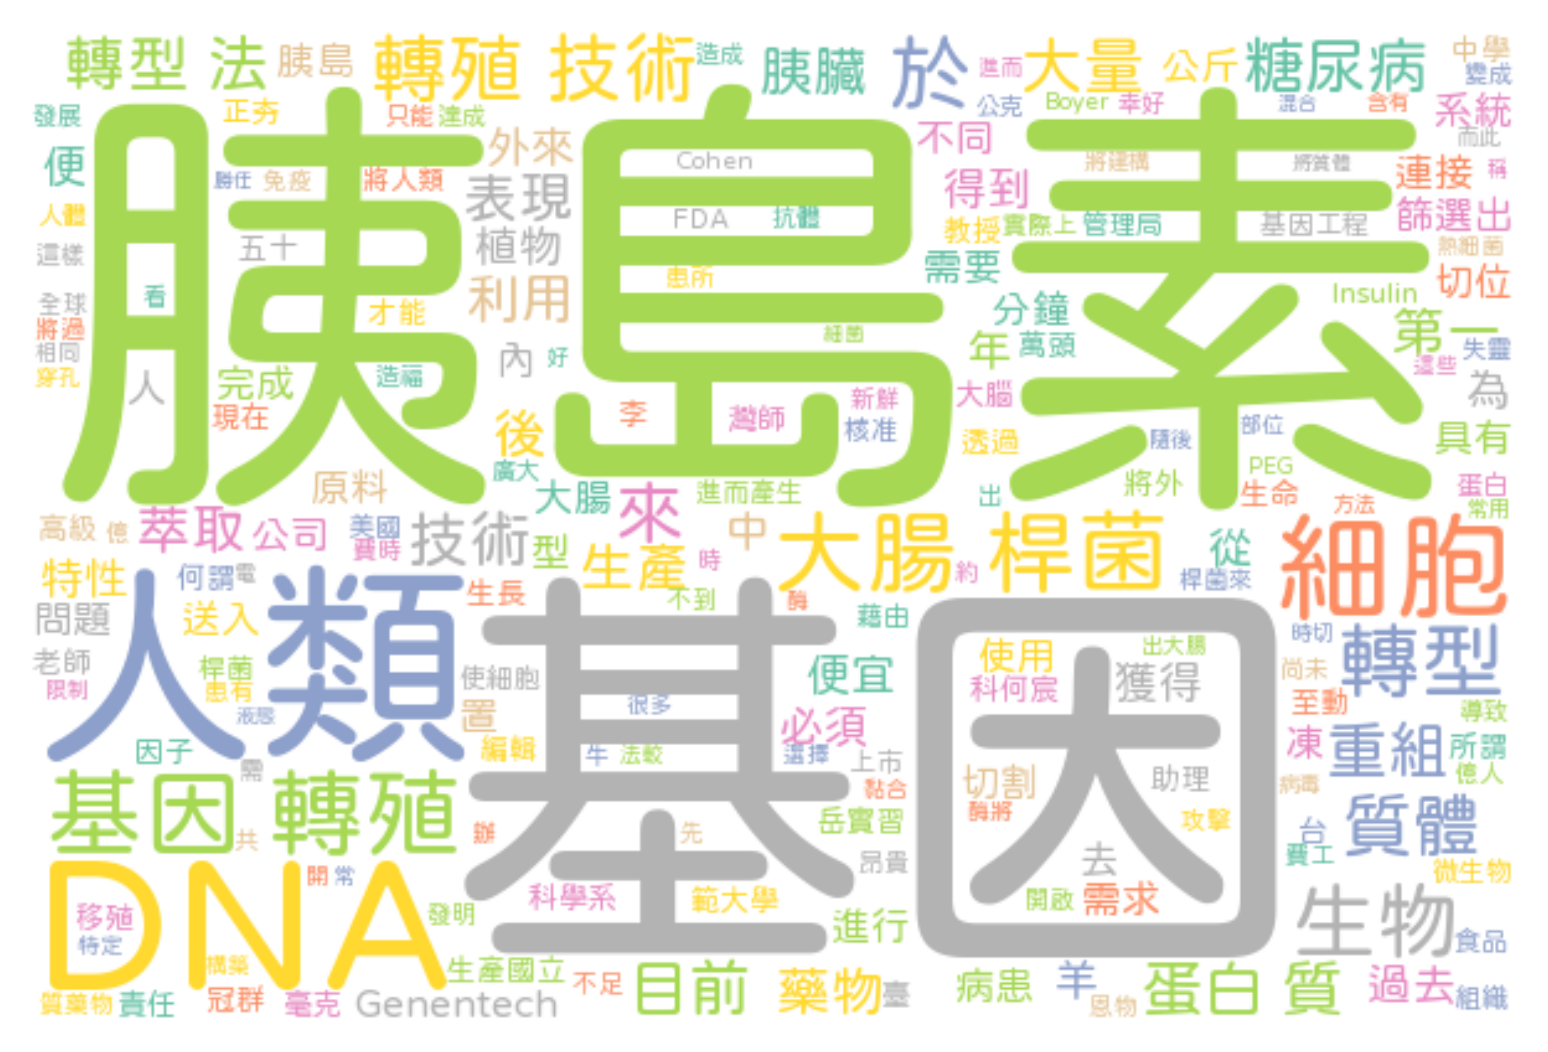 轉型 法
胰島
轉殖 技術
造成
胰臟
於
進而
大量
公斤
糖尿病
中學
變成
發展
正夯
只能
達成
公克
Boyer
幸好
混合
含有
系統
而此
便
外來
不同
將建構
將質體
連接
稱
勝任
免疫
將人類
Cohen
得到
人體
表現
FDA
抗體
教授
實際上
管理局
基因工程
篩選出
這樣
五十
植物
需要
熱細菌
胰島素
患所
切位
看
利用
Insulin
全球
才能
分鐘
第一
將過
細菌
年
萬頭
失靈
相同
內
好
這些
穿孔
人
完成
造福
大腦
為
現在
後
李
灣師
新鮮
核准
透過
隨後
部位
具有
廣大
PEG
原料
大腸
來
進而產生
出
將外
生命
蛋白
方法
常用
高級
億
萃取
公司
美國
費時
技術
型
生產
時
中
大腸 桿菌
約
從
桿菌來
細胞
特性
何謂
電
生長
不到
酶
藉由
問題
送入
人類
基因
使用
出大腸
時切
轉型
老師
桿菌
使細胞
便宜
科何宸
獲得
尚未
限制
患有
液態
置
很多
必須
至動
導致
因子
編輯
牛
法較
選擇
上市
凍
重組
所謂
需
黏合
切割
助理
病毒
億人
基因 轉殖
酶將
攻擊
共
辦
先
岳實習
台
質體
去
費工
昂貴
DNA
開
常
微生物
移殖
發明
科學系
範大學
開啟
需求
生物
特定
進行
食品
構築
生產國立
不足
目前
藥物
臺
病患
羊
蛋白 質
過去
質藥物
責任
冠群
毫克
Genentech
恩物
組織